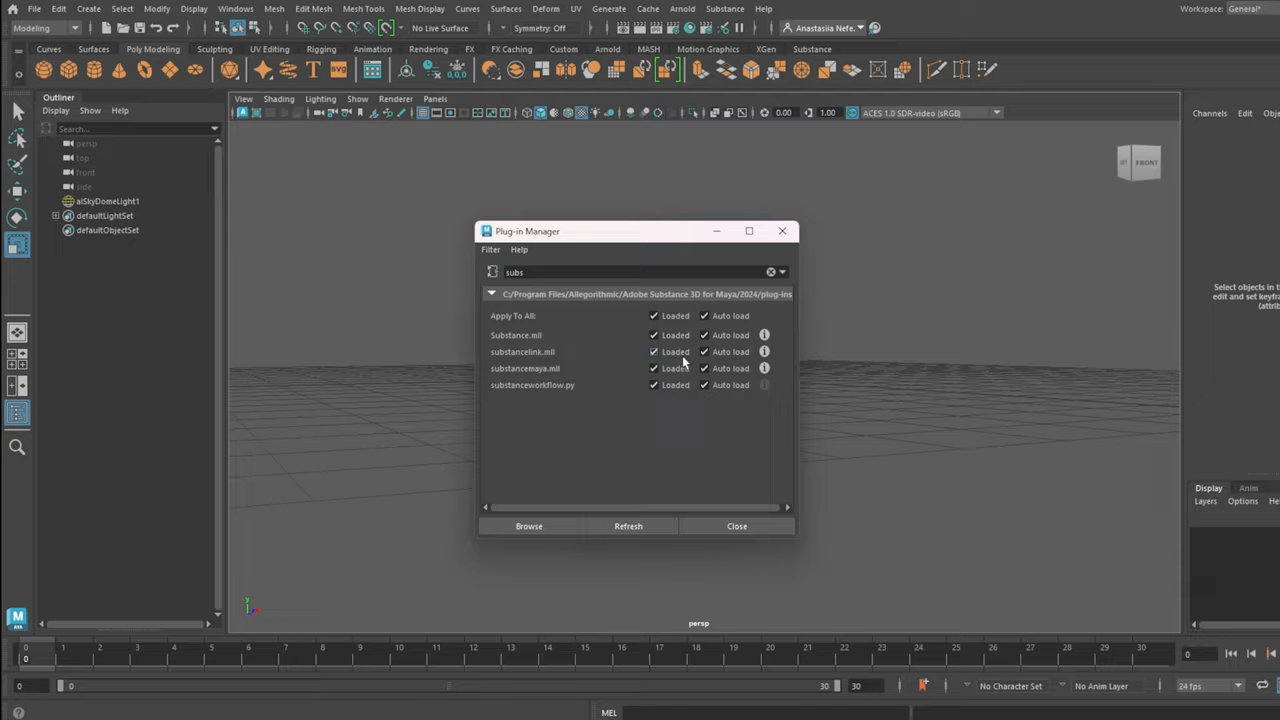 File Edit Create Select Modify Display Windows Mesh Edit Mesh Mesh Tools Mesh Display Curves Surfaces Deform UV Generate Cache Arnold Substance Help
Workspace: General*
Modeling
No Live Surface
Symmetry: Off
Anastasiia Nefe..
Curves Surfaces Poly Modeling Sculpting UV Editing Rigging Animation Rendering FX FX Caching Custom Arnold MASH Motion Graphics XGen Substance
SVG
0,0,0
Outliner
Display Show Help
Search...
persp
top
front
side
aiSkyDomeLight1
defaultLightSet
defaultObjectSet
View Shading Lighting Show Renderer Panels
0.00
1.00
ACES 1.0 SDR-video (sRGB)
FRONT
Plug-in Manager
Filter Help
subs
C:/Program Files/Allegorithmic/Adobe Substance 3D for Maya/2024/plug-ins
Apply To All: Loaded Auto load
Substance.mll Loaded Auto load
substancelink.mll Loaded Auto load
substancemaya.mll Loaded Auto load
substanceworkflow.py Loaded Auto load
Browse Refresh Close
Channels Edit Obje
Select objects in t
edit and set keyfra
(attri
Display Anim
Layers Options He
persp
0 1 2 3 4 5 6 7 8 9 10 11 12 13 14 15 16 17 18 19 20 21 22 23 24 25 26 27 28 29 30
0
0
0 0 30 30 No Character Set No Anim Layer 24 fps
MEL